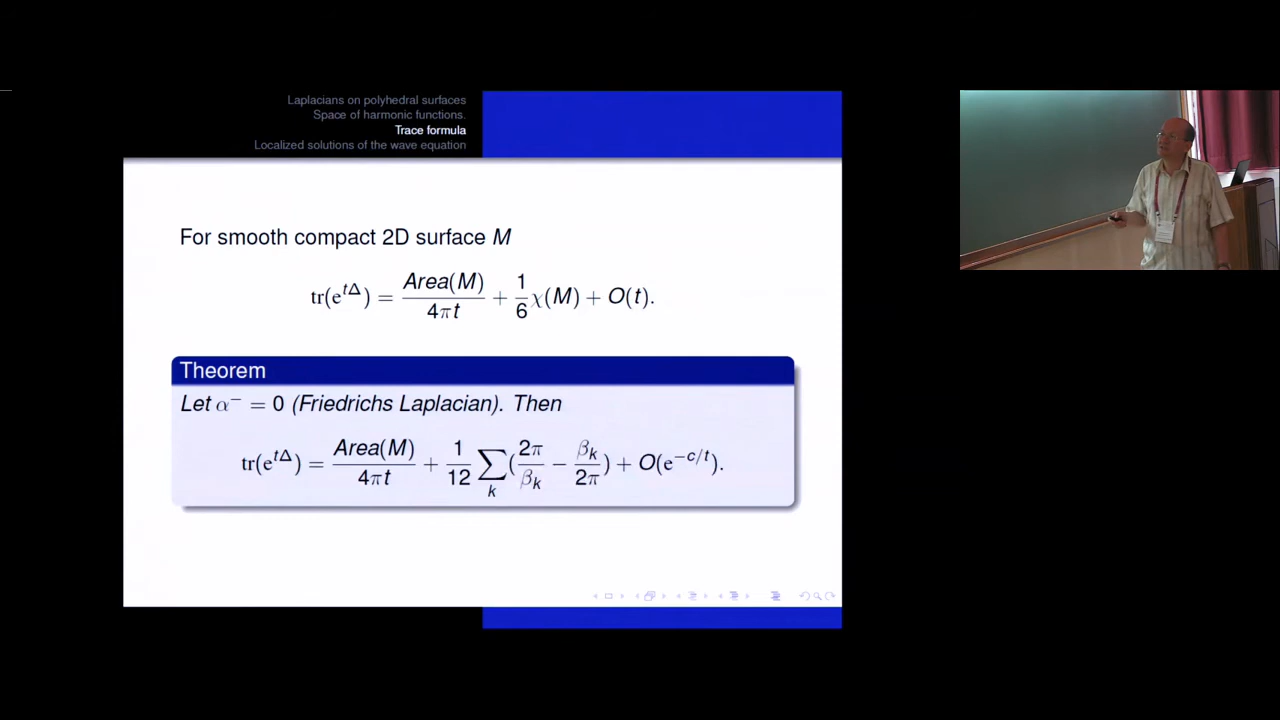 Laplacians on polyhedral surfaces
Space of harmonic functions.
Trace formula
Localized solutions of the wave equation
For smooth compact 2D surface M
tr(e^{tΔ}) = Area(M)/4πt + 1/6 χ(M) + O(t).
Theorem
Let α⁻ = 0 (Friedrichs Laplacian). Then
tr(e^{tΔ}) = Area(M)/4πt + 1/12 ∑_k (2π/β_k − β_k/2π) + O(e^{−c/t}).